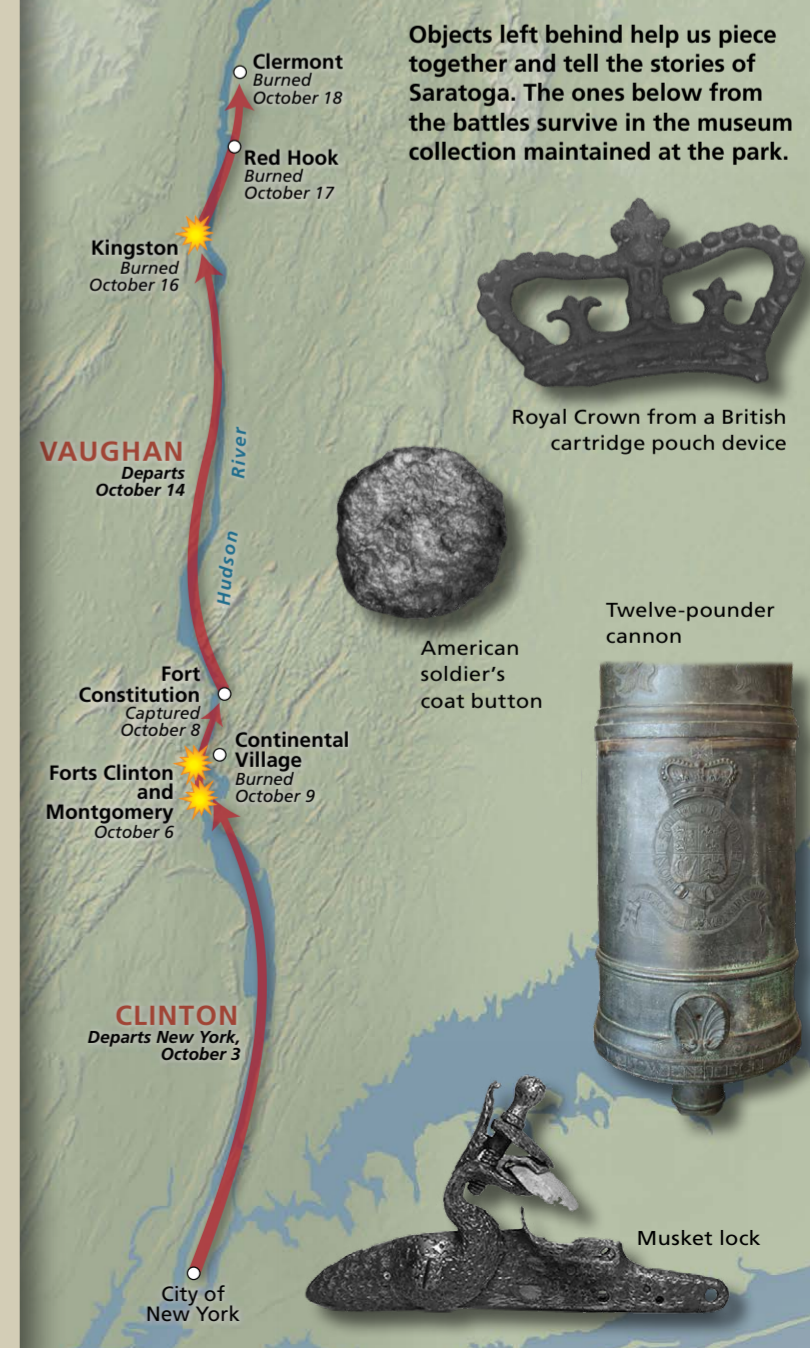 Objects left behind help us piece
together and tell the stories of
Saratoga. The ones below from
the battles survive in the museum
collection maintained at the park.
Clermont
Burned
October 18
Red Hook
Burned
October 17
Kingston
Burned
October 16
Royal Crown from a British
cartridge pouch device
VAUGHAN
Departs
October 14
River
Hudson
American
soldier’s
coat button
Twelve-pounder
cannon
Fort
Constitution
Captured
October 8
Continental
Village
Burned
October 9
Forts Clinton
and
Montgomery
October 6
CLINTON
Departs New York,
October 3
Musket lock
City of
New York